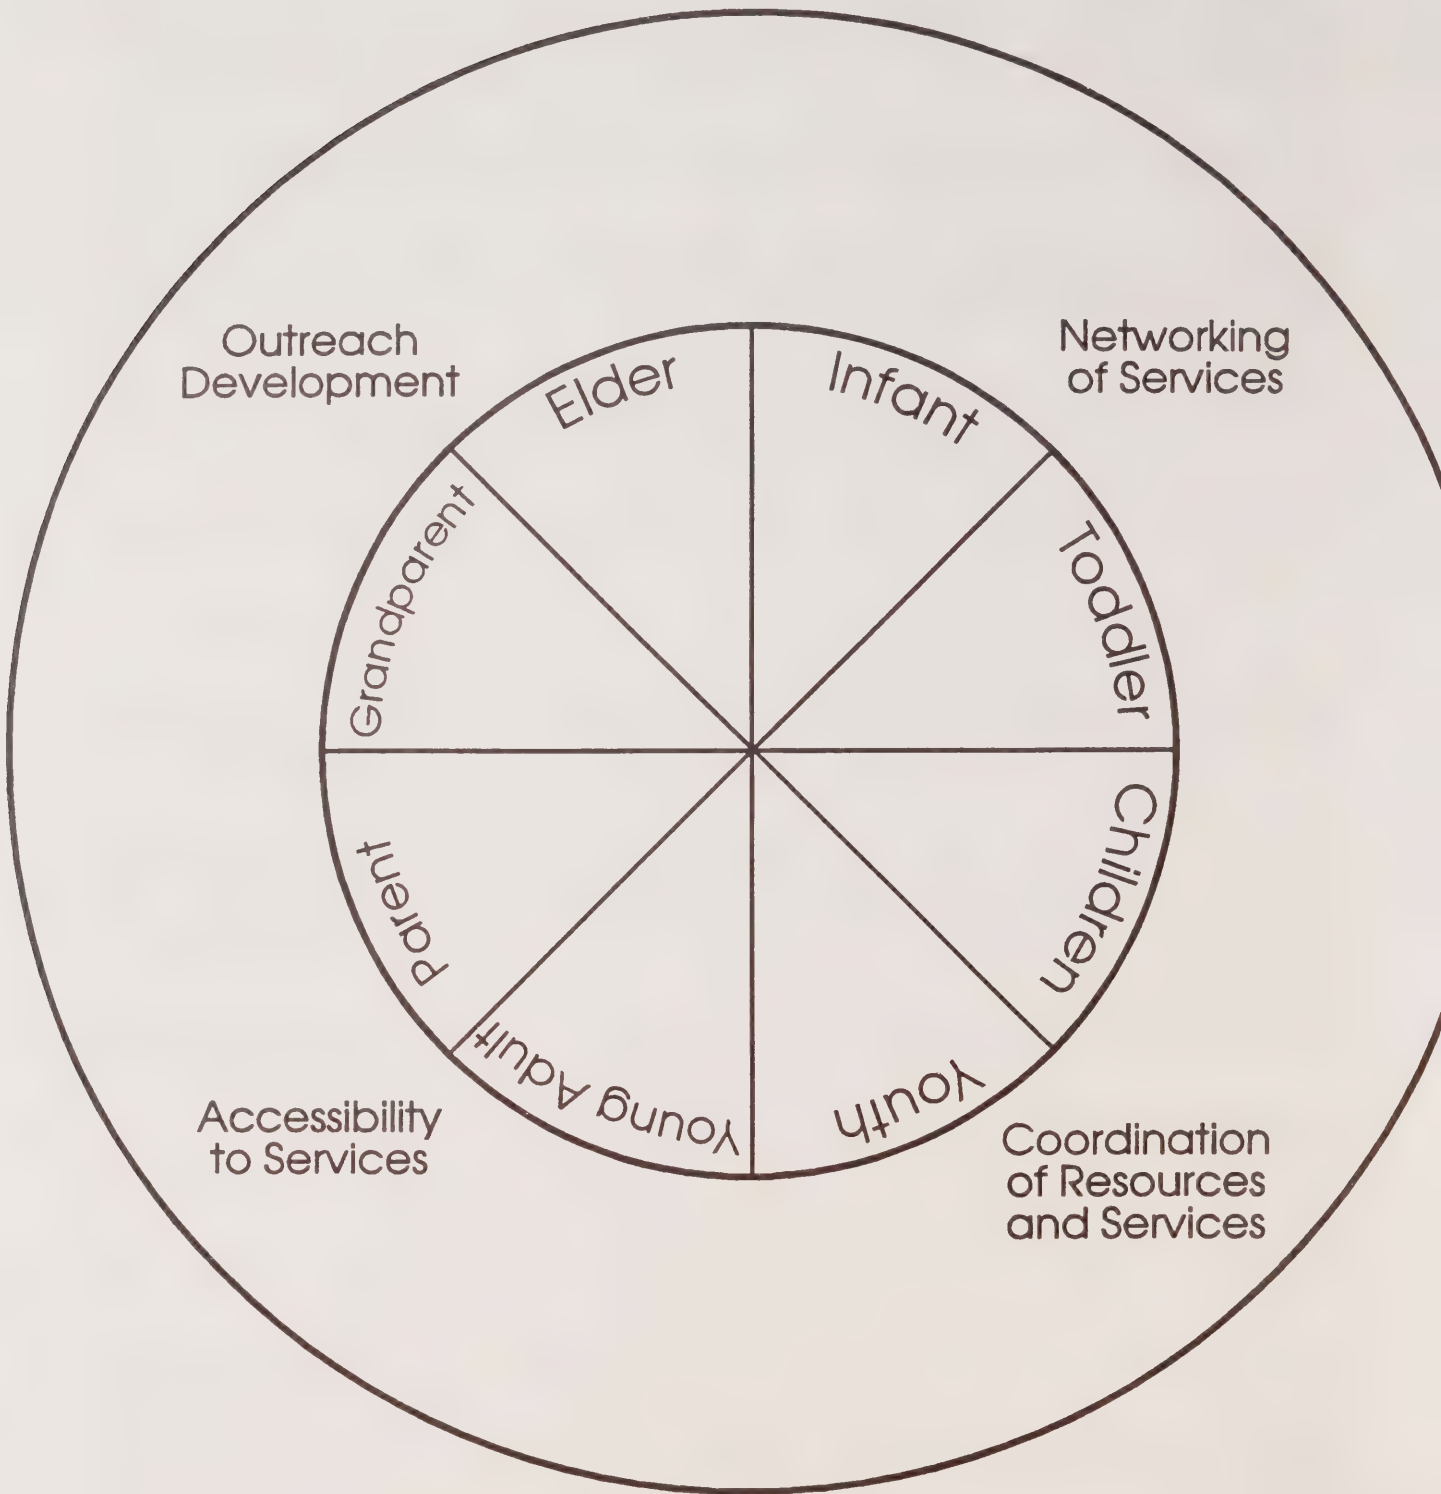 Outreach
Development
Networking
of Services
Elder
Infant
Toddler
Children
Youth
Young Adult
Parent
Grandparent
Accessibility
to Services
Coordination
of Resources
and Services